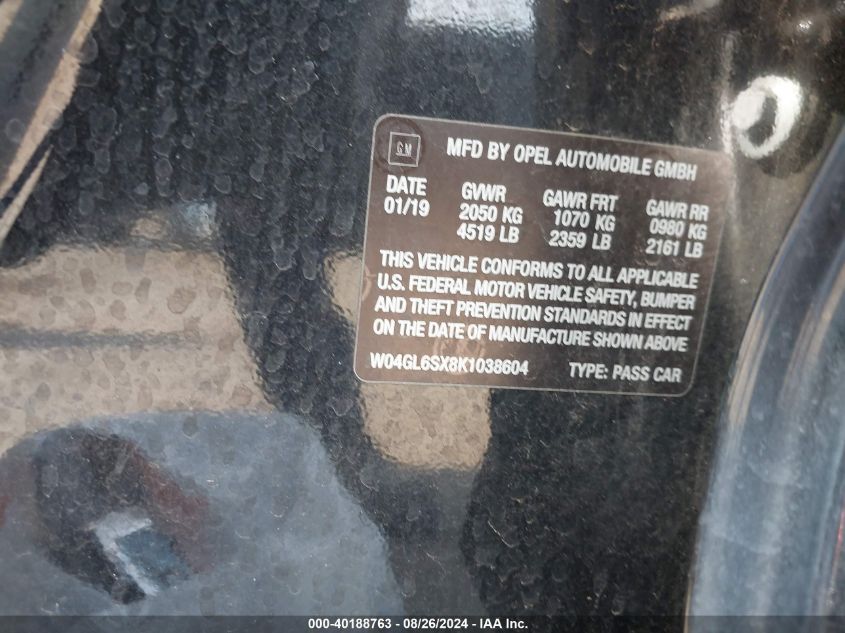 GM MFD BY OPEL AUTOMOBILE GMBH
DATE GVWR GAWR FRT GAWR RR
01/19 2050 KG 1070 KG 0980 KG
4519 LB 2359 LB 2161 LB
THIS VEHICLE CONFORMS TO ALL APPLICABLE
U.S. FEDERAL MOTOR VEHICLE SAFETY, BUMPER
AND THEFT PREVENTION STANDARDS IN EFFECT
ON THE DATE OF MANUFACTURE SHOWN ABOVE
W04GL6SX8K1038604 TYPE: PASS CAR
000-40188763 - 08/26/2024 - IAA Inc.